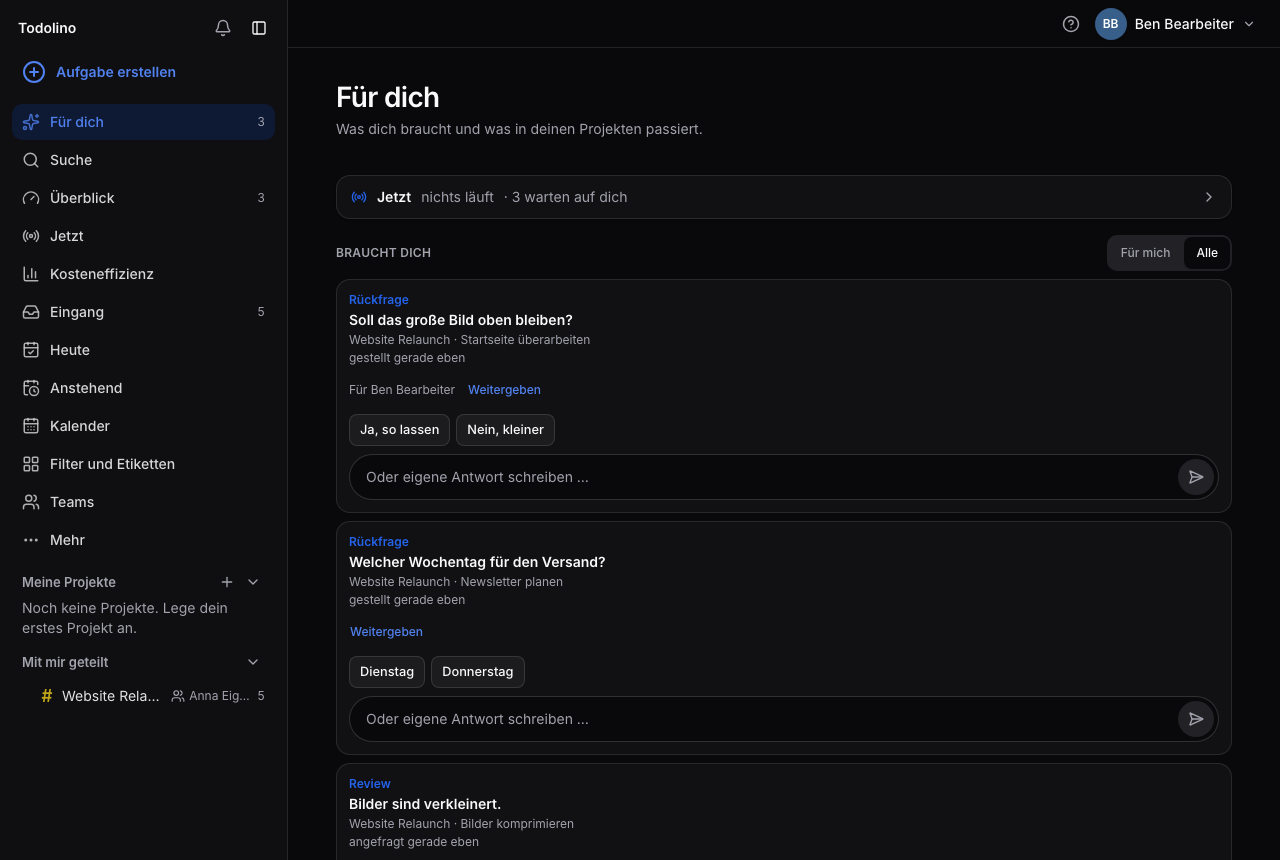 Todolino
Aufgabe erstellen
Für dich 3
Suche
Überblick 3
Jetzt
Kosteneffizienz
Eingang 5
Heute
Anstehend
Kalender
Filter und Etiketten
Teams
Mehr
Meine Projekte
Noch keine Projekte. Lege dein
erstes Projekt an.
Mit mir geteilt
# Website Rela... Anna Eig... 5
BB Ben Bearbeiter
Für dich
Was dich braucht und was in deinen Projekten passiert.
Jetzt nichts läuft · 3 warten auf dich
BRAUCHT DICH
Für mich Alle
Rückfrage
Soll das große Bild oben bleiben?
Website Relaunch · Startseite überarbeiten
gestellt gerade eben
Für Ben Bearbeiter Weitergeben
Ja, so lassen Nein, kleiner
Oder eigene Antwort schreiben ...
Rückfrage
Welcher Wochentag für den Versand?
Website Relaunch · Newsletter planen
gestellt gerade eben
Weitergeben
Dienstag Donnerstag
Oder eigene Antwort schreiben ...
Review
Bilder sind verkleinert.
Website Relaunch · Bilder komprimieren
angefragt gerade eben